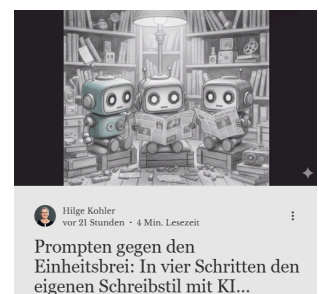 Hilge Kohler
vor 21 Stunden • 4 Min. Lesezeit
Prompten gegen den
Einheitsbrei: In vier Schritten den
eigenen Schreibstil mit KI...